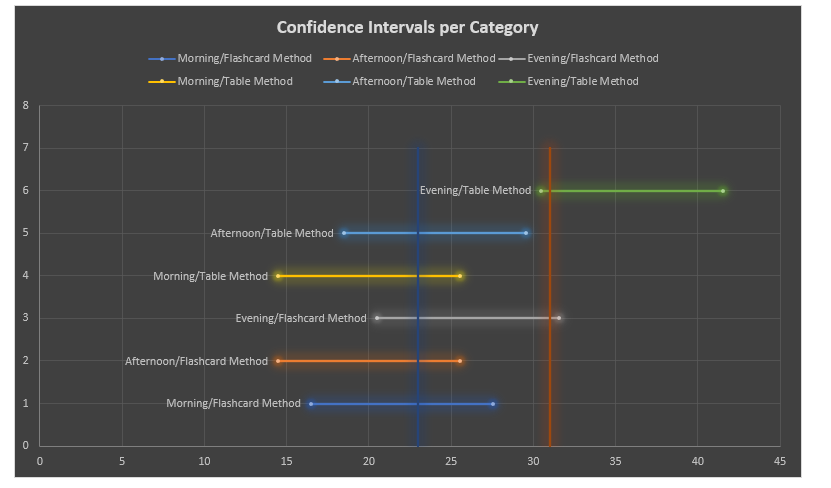 Confidence Intervals per Category
Morning/Flashcard Method Afternoon/Flashcard Method Evening/Flashcard Method
Morning/Table Method Afternoon/Table Method Evening/Table Method
8
7
6 Evening/Table Method
5 Afternoon/Table Method
4 Morning/Table Method
3 Evening/Flashcard Method
2 Afternoon/Flashcard Method
1 Morning/Flashcard Method
0
0 5 10 15 20 25 30 35 40 45